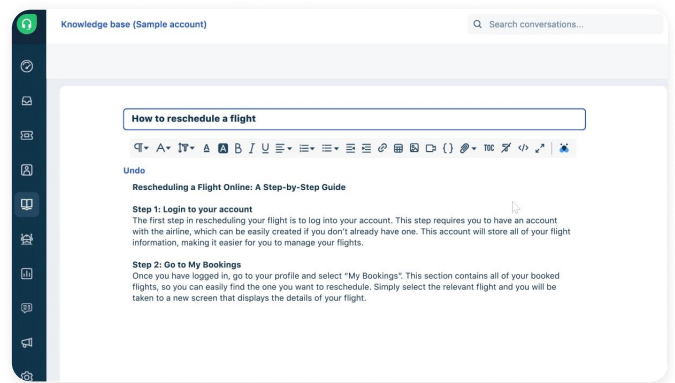 Knowledge base (Sample account)
Search conversations...
How to reschedule a flight
B I U {} TOC </>
Undo
Rescheduling a Flight Online: A Step-by-Step Guide
Step 1: Login to your account
The first step in rescheduling your flight is to log into your account. This step requires you to have an account
with the airline, which can be easily created if you don't already have one. This account will store all of your flight
information, making it easier for you to manage your flights.
Step 2: Go to My Bookings
Once you have logged in, go to your profile and select “My Bookings”. This section contains all of your booked
flights, so you can easily find the one you want to reschedule. Simply select the relevant flight and you will be
taken to a new screen that displays the details of your flight.